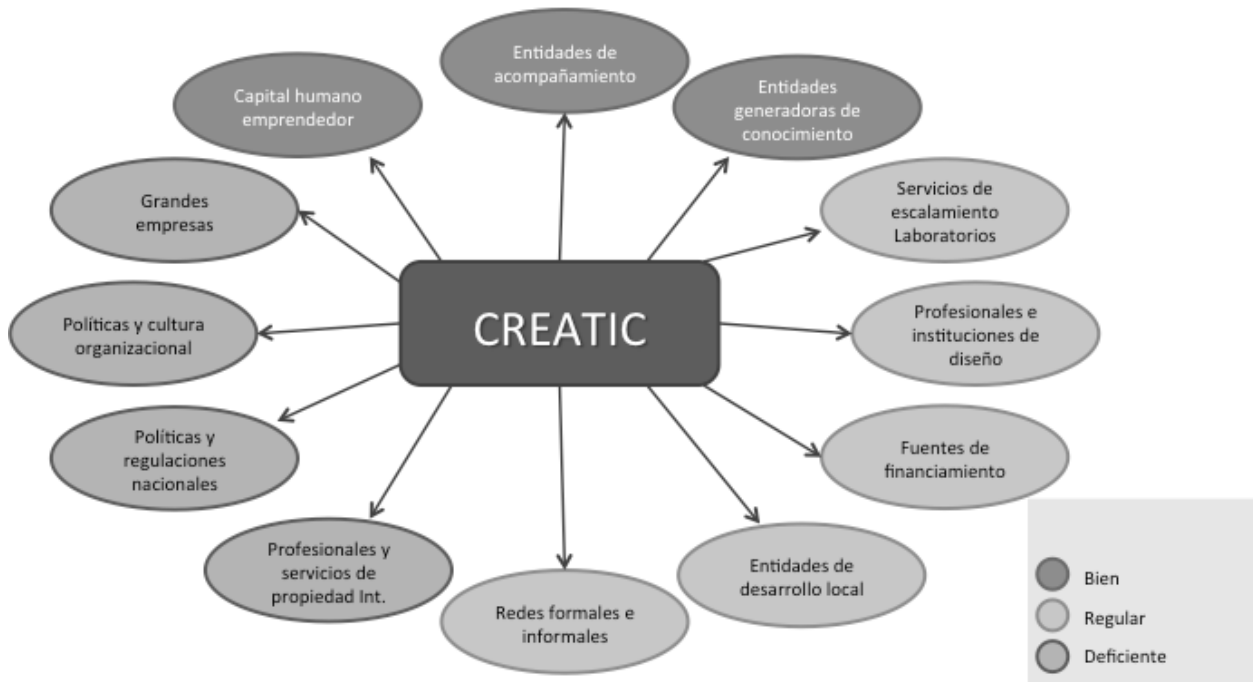 Entidades de
acompañamiento
Capital humano
emprendedor
Entidades
generadoras de
conocimiento
Grandes
empresas
Servicios de
escalamiento
Laboratorios
Políticas y cultura
organizacional
CREATIC
Profesionales e
instituciones de
diseño
Políticas y
regulaciones
nacionales
Fuentes de
financiamiento
Profesionales y
servicios de
propiedad Int.
Redes formales e
informales
Entidades de
desarrollo local
Bien
Regular
Deficiente